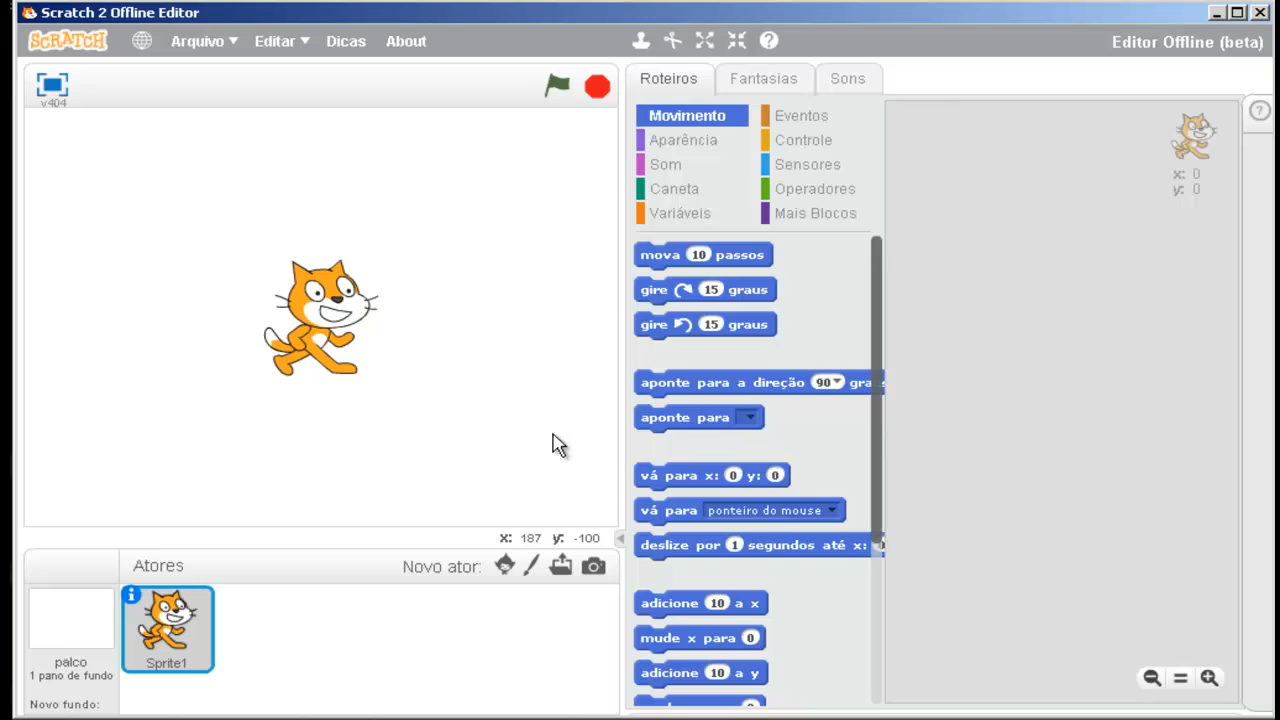 Scratch 2 Offline Editor
SCRATCH Arquivo Editar Dicas About Editor Offline (beta)
v404
Roteiros Fantasias Sons
Movimento Eventos
Aparência Controle
Som Sensores
Caneta Operadores
Variáveis Mais Blocos
x: 0
y: 0
mova 10 passos
gire 15 graus
gire 15 graus
aponte para a direção 90 gra
aponte para
vá para x: 0 y: 0
vá para ponteiro do mouse
deslize por 1 segundos até x:
adicione 10 a x
mude x para 0
adicione 10 a y
x: 187 y: -100
Atores Novo ator:
Sprite1
palco
1 pano de fundo
Novo fundo: